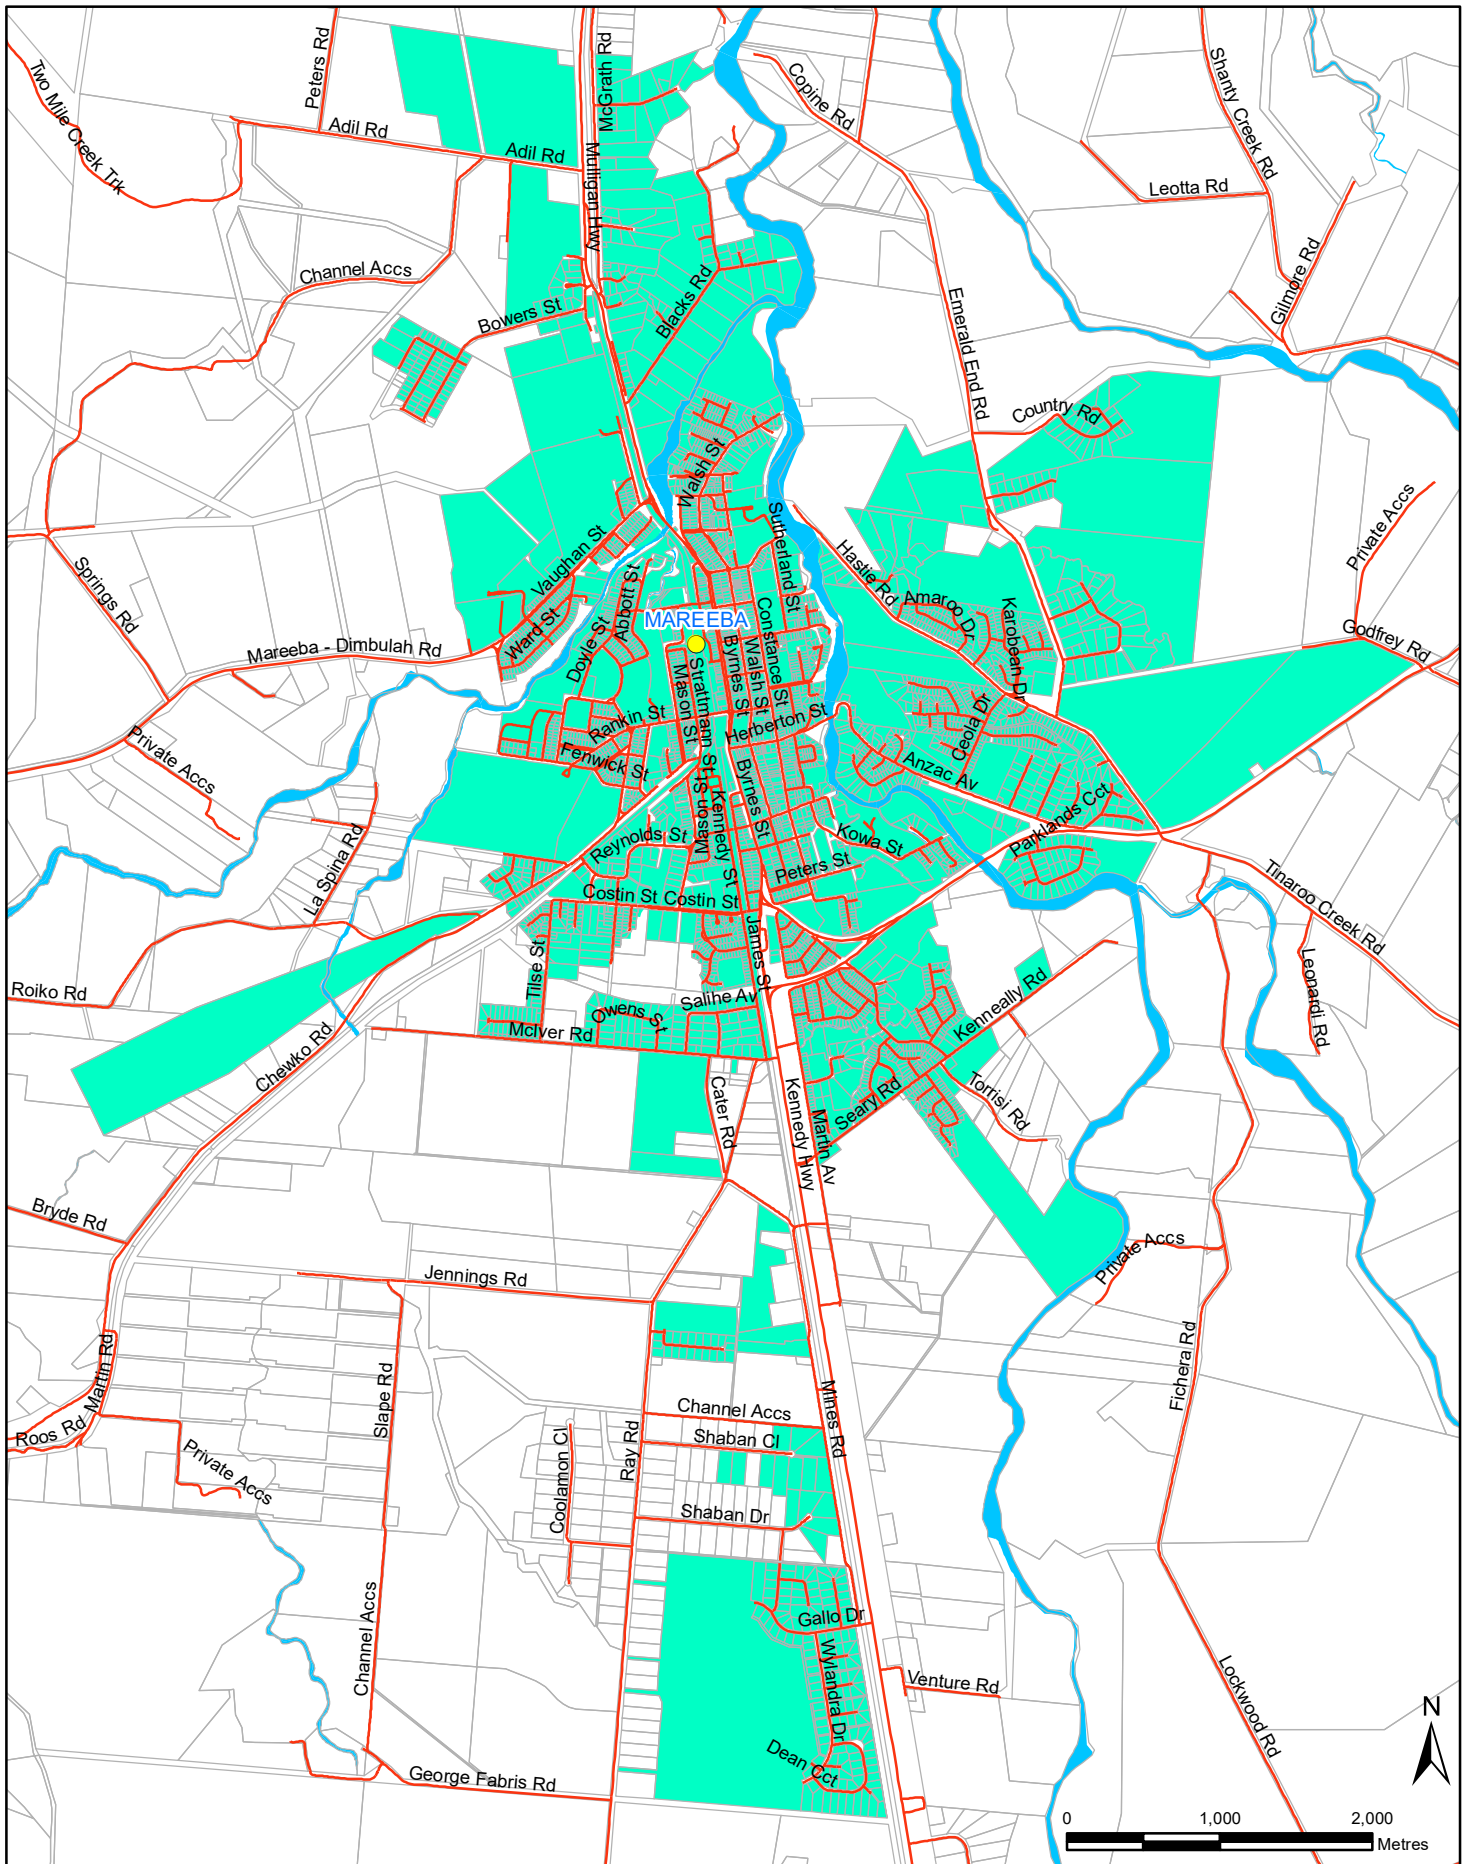 Peters Rd
McGrath Rd
Two Mile Creek Trk
Copine Rd
Shanty Creek Rd
Adil Rd
Adil Rd
Mulligan Hwy
Leotta Rd
Channel Accs
Gilmore Rd
Bowers St
Blacks Rd
Emerald End Rd
Country Rd
Walsh St
Private Accs
Vaughan St
Sutherland St
Hastie Rd
Springs Rd
Abbott St
Amaroo Dr
Karobean Dr
MAREEBA
Constance St
Ward St
Doyle St
Godfrey Rd
Mareeba - Dimbulah Rd
Byrnes St
Walsh St
Strattmann St
Mason St
Rankin St
Herberton St
Ceola Dr
Private Accs
Fenwick St
Anzac Av
Byrnes St
Mason St
Kennedy St
Parklands Cct
Reynolds St
Kowa St
La Spina Rd
Peters St
Tinaroo Creek Rd
Costin St
Costin St
James St
Leonardi Rd
Tilse St
Roiko Rd
Salihe Av
Kenneally Rd
Owens St
McIver Rd
Chewko Rd
Cater Rd
Kennedy Hwy
Martin Av
Seary Rd
Torrisi Rd
Bryde Rd
Private Accs
Jennings Rd
Fichera Rd
Martin Rd
Slape Rd
Mines Rd
Channel Accs
Roos Rd
Ray Rd
Shaban Cl
Coolamon Cl
Private Accs
Shaban Dr
Channel Accs
Gallo Dr
Wylandra Dr
Venture Rd
Lockwood Rd
N
Dean Cct
George Fabris Rd
0 1,000 2,000
Metres